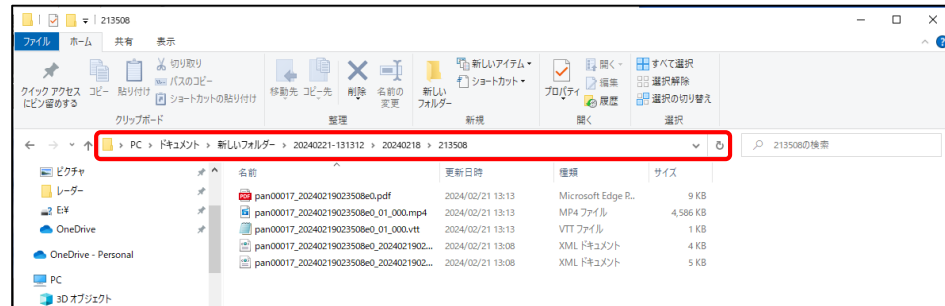 213508
ファイル ホーム 共有 表示
クイック アクセスにピン留めする コピー 貼り付け 切り取り パスのコピー ショートカットの貼り付け 移動先 コピー先 削除 名前の変更 新しいフォルダー 新しいアイテム ショートカット プロパティ 開く 編集 履歴 すべて選択 選択解除 選択の切り替え
クリップボード 整理 新規 開く 選択
PC › ドキュメント › 新しいフォルダー › 20240221-131312 › 20240218 › 213508 213508の検索
ピクチャ
レーダー
E:¥
OneDrive
OneDrive - Personal
PC
3D オブジェクト
名前 更新日時 種類 サイズ
pan00017_20240219023508e0.pdf 2024/02/21 13:13 Microsoft Edge P... 9 KB
pan00017_20240219023508e0_01_000.mp4 2024/02/21 13:13 MP4 ファイル 4,586 KB
pan00017_20240219023508e0_01_000.vtt 2024/02/21 13:13 VTT ファイル 1 KB
pan00017_20240219023508e0_2024021902... 2024/02/21 13:08 XML ドキュメント 4 KB
pan00017_20240219023508e0_2024021902... 2024/02/21 13:08 XML ドキュメント 5 KB